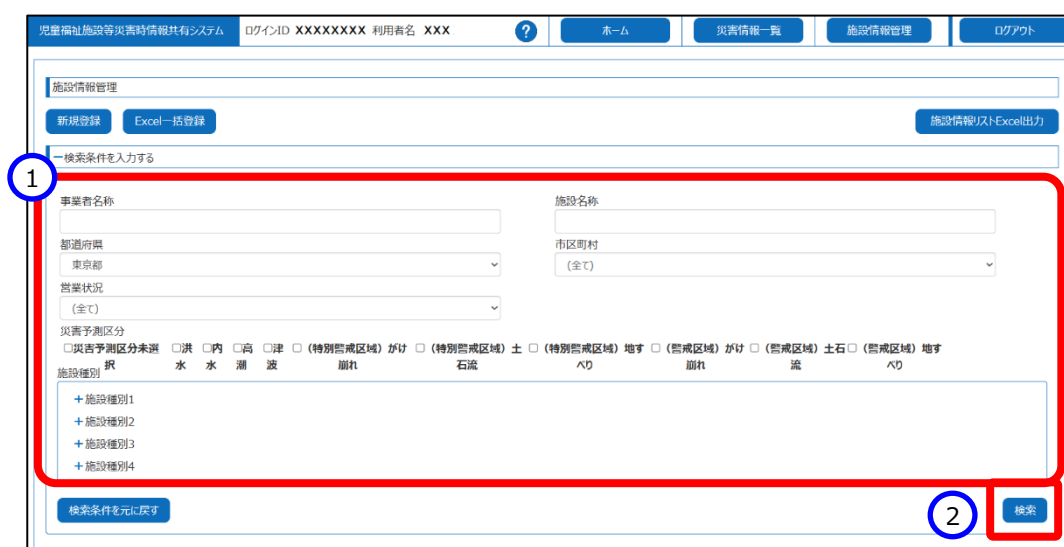 児童福祉施設等災害時情報共有システム ログインID XXXXXXXX 利用者名 XXX ? ホーム 災害情報一覧 施設情報管理 ログアウト
施設情報管理
新規登録 Excel一括登録 施設情報リストExcel出力
ー検索条件を入力する
1
事業者名称 施設名称
都道府県 市区町村
東京都 (全て)
営業状況
(全て)
災害予測区分
□災害予測区分未選 □洪 □内 □高 □津 □ (特別警戒区域) がけ □ (特別警戒区域) 土 □ (特別警戒区域) 地す □ (警戒区域) がけ □ (警戒区域) 土石 □ (警戒区域) 地す
択 水 水 潮 波 崩れ 石流 べり 崩れ 流 べり
施設種別
+施設種別1
+施設種別2
+施設種別3
+施設種別4
検索条件を元に戻す 2 検索